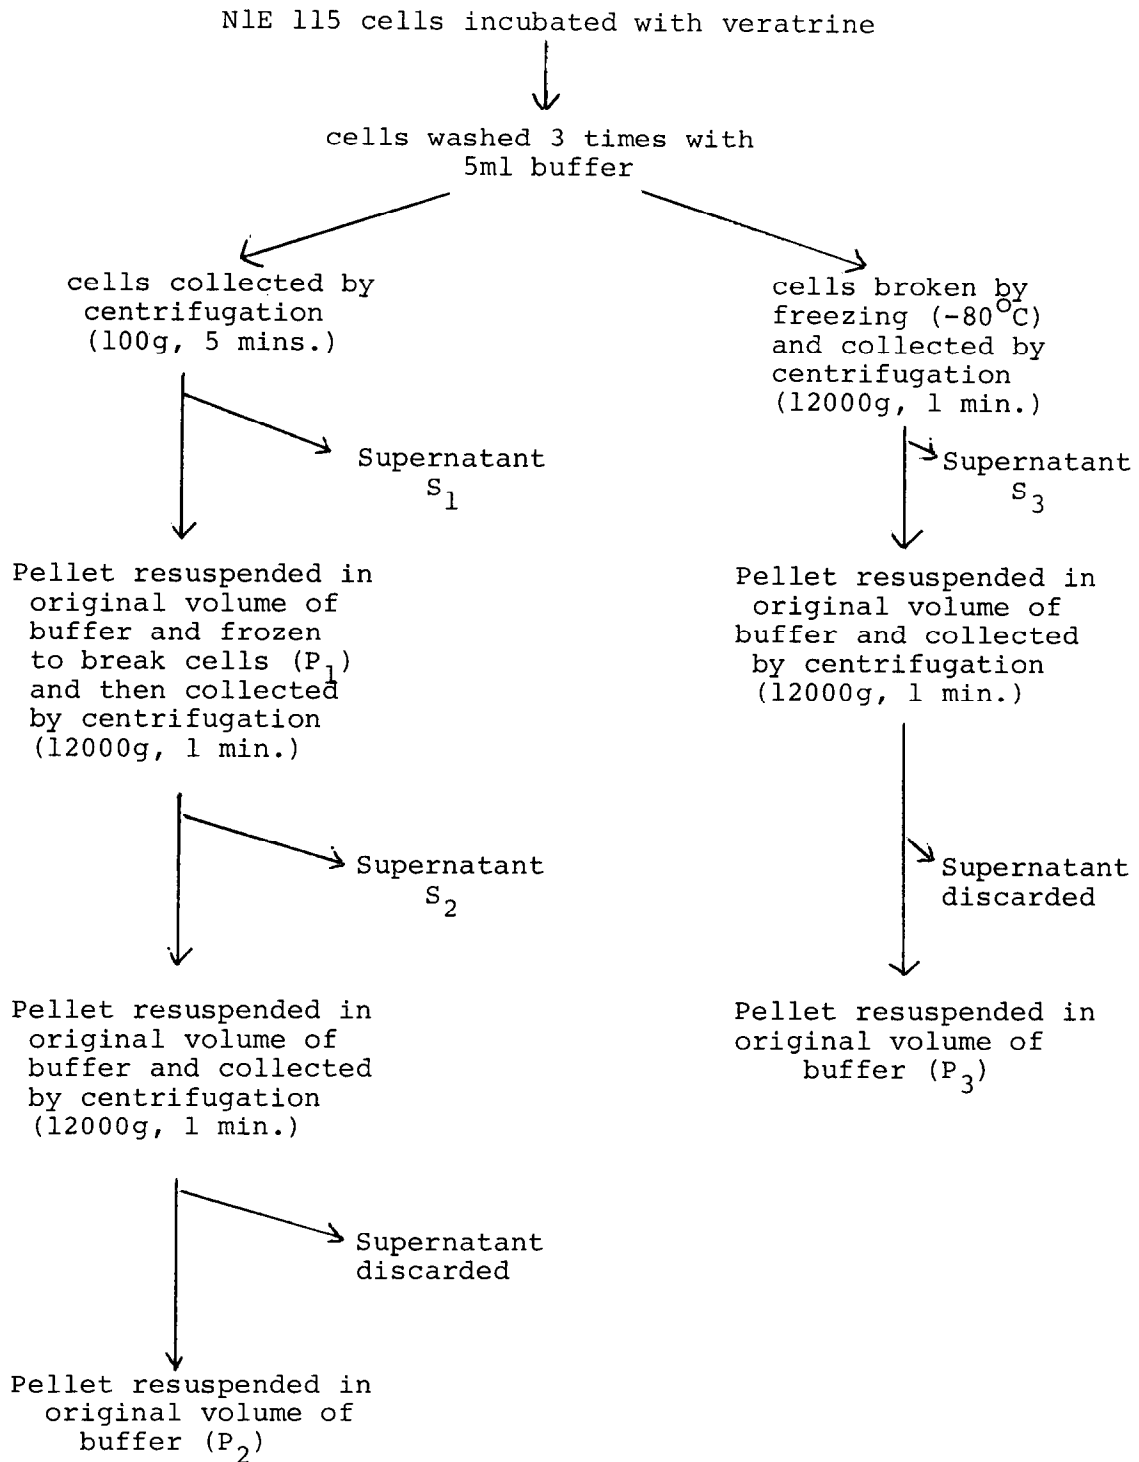 N1E 115 cells incubated with veratrine
cells washed 3 times with
5ml buffer
cells collected by
centrifugation
(100g, 5 mins.)
Supernatant
S1
Pellet resuspended in
original volume of
buffer and frozen
to break cells (P1)
and then collected
by centrifugation
(12000g, 1 min.)
Supernatant
S2
Pellet resuspended in
original volume of
buffer and collected
by centrifugation
(12000g, 1 min.)
Supernatant
discarded
Pellet resuspended in
original volume of
buffer (P2)
cells broken by
freezing (-80°C)
and collected by
centrifugation
(12000g, 1 min.)
Supernatant
S3
Pellet resuspended in
original volume of
buffer and collected
by centrifugation
(12000g, 1 min.)
Supernatant
discarded
Pellet resuspended in
original volume of
buffer (P3)